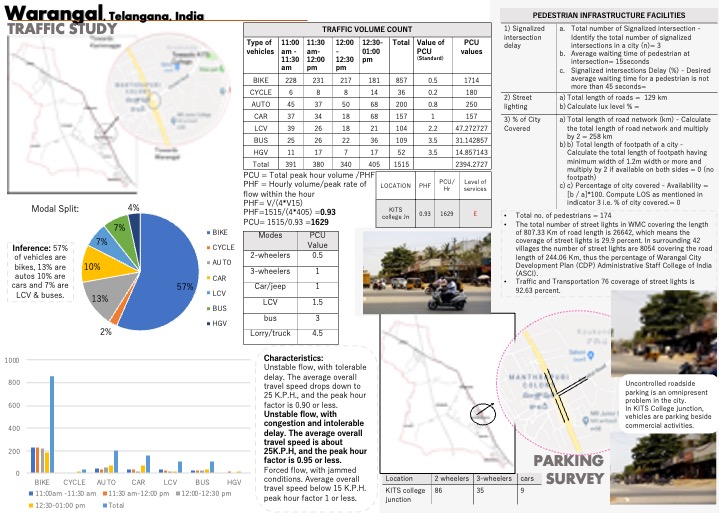 Warangal, Telangana, India
TRAFFIC STUDY
TRAFFIC VOLUME COUNT
Type of vehicles 11:00 am - 11:30 am 11:30 am- 12:00 pm 12:00 - 12:30 pm 12:30- 01:00 pm Total Value of PCU (Standard) PCU values
BIKE 228 231 217 181 857 0.5 1714
CYCLE 6 8 8 14 36 0.2 180
AUTO 45 37 50 68 200 0.8 250
CAR 37 34 18 68 157 1 157
LCV 39 26 18 21 104 2.2 47.272727
BUS 25 26 22 36 109 3.5 31.142857
HGV 11 17 7 17 52 3.5 14.857143
Total 391 380 340 405 1515 2394.2727
PCU = Total peak hour volume /PHF
PHF = Hourly volume/peak rate of
flow within the hour
PHF= V/(4*V15)
PHF=1515/(4*405) =0.93
PCU= 1515/0.93 =1629
LOCATION PHF PCU/ Hr Level of services
KITS college Jn 0.93 1629 E
Modes PCU Value
2-wheelers 0.5
3-wheelers 1
Car/jeep 1
LCV 1.5
bus 3
Lorry/truck 4.5
Modal Split:
4%
7%
7%
10%
13%
2%
57%
BIKE
CYCLE
AUTO
CAR
LCV
BUS
HGV
Inference: 57%
of vehicles are
bikes, 13% are
autos 10% are
cars and 7% are
LCV & buses.
1000
800
600
400
200
0
BIKE CYCLE AUTO CAR LCV BUS HGV
11:00am -11:30 am 11:30 am-12:00 pm 12:00-12:30 pm
12:30-01:00 pm Total
Characteristics:
Unstable flow, with tolerable
delay. The average overall
travel speed drops down to
25 K.P.H., and the peak hour
factor is 0.90 or less.
Unstable flow, with
congestion and intolerable
delay. The average overall
travel speed is about
25K.P.H, and the peak hour
factor is 0.95 or less.
Forced flow, with jammed
conditions. Average overall
travel speed below 15 K.P.H.
peak hour factor 1 or less.
PEDESTRIAN INFRASTRUCTURE FACILITIES
1) Signalized intersection delay
a. Total number of Signalized intersection -
Identify the total number of signalized
intersections in a city (n)= 3
b. Average waiting time of pedestrian at
intersection= 15seconds
c. Signalized intersections Delay (%) - Desired
average waiting time for a pedestrian is not
more than 45 seconds=
2) Street lighting
a) Total length of roads = 129 km
b) Calculate lux level % =
3) % of City Covered
a) Total length of road network (km) - Calculate
the total length of road network and multiply
by 2 = 258 km
b) b) Total length of footpath of a city -
Calculate the total length of footpath having
minimum width of 1.2m width or more and
multiply by 2 if available on both sides = 0 (no
footpath)
c) c) Percentage of city covered - Availability =
[b / a]*100. Compute LOS as mentioned in
indicator 3 i.e. % of city covered.= 0
• Total no. of pedestrians = 174
• The total number of street lights in WMC covering the length
of 807.33 Km of road length is 26642, which means the
coverage of street lights is 29.9 percent. In surrounding 42
villages the number of street lights are 8054 covering the road
length of 244.06 Km, thus the percentage of Warangal City
Development Plan (CDP) Administrative Staff College of India
(ASCI).
• Traffic and Transportation 76 coverage of street lights is
92.63 percent.
Uncontrolled roadside
parking is an omnipresent
problem in the city.
In KITS College junction,
vehicles are parking beside
commercial activities.
PARKING
SURVEY
Location 2 wheelers 3-wheelers cars
KITS college junction 86 35 9